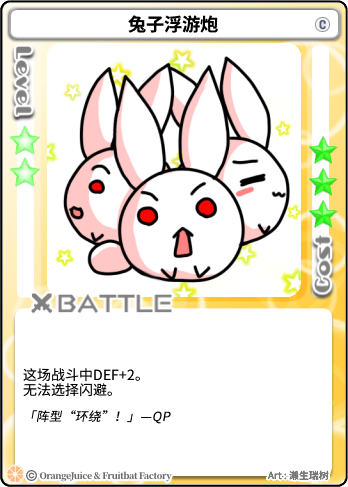 兔子浮游炮
C
Level
Cost
BATTLE
这场战斗中DEF+2。
无法选择闪避。
「阵型“环绕”！」—QP
© OrangeJuice & Fruitbat Factory
Art.: 濑生瑞树